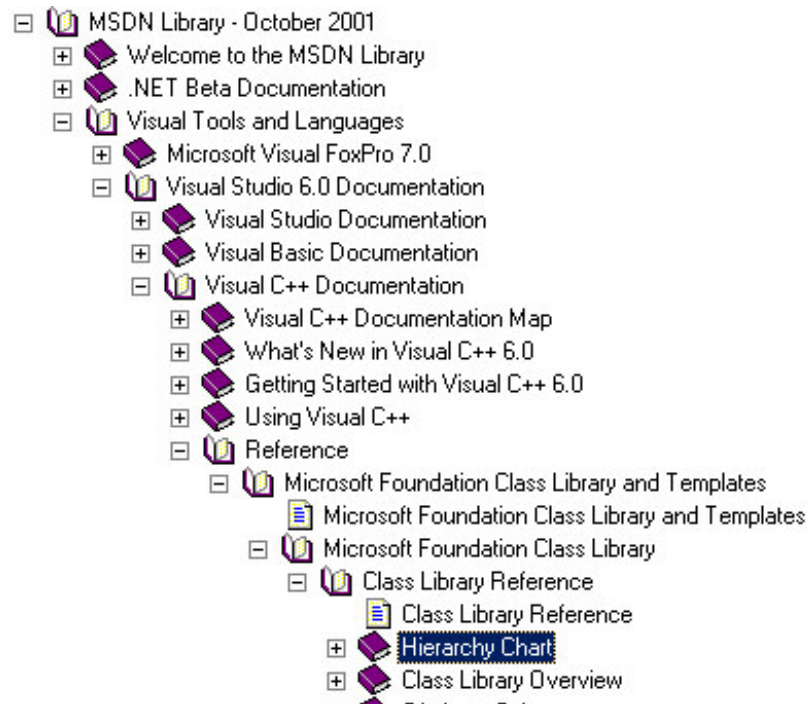 MSDN Library - October 2001
Welcome to the MSDN Library
.NET Beta Documentation
Visual Tools and Languages
Microsoft Visual FoxPro 7.0
Visual Studio 6.0 Documentation
Visual Studio Documentation
Visual Basic Documentation
Visual C++ Documentation
Visual C++ Documentation Map
What's New in Visual C++ 6.0
Getting Started with Visual C++ 6.0
Using Visual C++
Reference
Microsoft Foundation Class Library and Templates
Microsoft Foundation Class Library and Templates
Microsoft Foundation Class Library
Class Library Reference
Class Library Reference
Hierarchy Chart
Class Library Overview